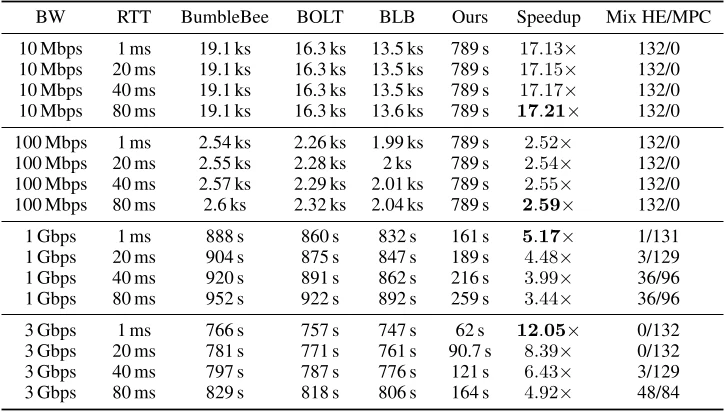 BW RTT BumbleBee BOLT BLB Ours Speedup Mix HE/MPC
10 Mbps 1 ms 19.1 ks 16.3 ks 13.5 ks 789 s 17.13× 132/0
10 Mbps 20 ms 19.1 ks 16.3 ks 13.5 ks 789 s 17.15× 132/0
10 Mbps 40 ms 19.1 ks 16.3 ks 13.5 ks 789 s 17.17× 132/0
10 Mbps 80 ms 19.1 ks 16.3 ks 13.6 ks 789 s 17.21× 132/0
100 Mbps 1 ms 2.54 ks 2.26 ks 1.99 ks 789 s 2.52× 132/0
100 Mbps 20 ms 2.55 ks 2.28 ks 2 ks 789 s 2.54× 132/0
100 Mbps 40 ms 2.57 ks 2.29 ks 2.01 ks 789 s 2.55× 132/0
100 Mbps 80 ms 2.6 ks 2.32 ks 2.04 ks 789 s 2.59× 132/0
1 Gbps 1 ms 888 s 860 s 832 s 161 s 5.17× 1/131
1 Gbps 20 ms 904 s 875 s 847 s 189 s 4.48× 3/129
1 Gbps 40 ms 920 s 891 s 862 s 216 s 3.99× 36/96
1 Gbps 80 ms 952 s 922 s 892 s 259 s 3.44× 36/96
3 Gbps 1 ms 766 s 757 s 747 s 62 s 12.05× 0/132
3 Gbps 20 ms 781 s 771 s 761 s 90.7 s 8.39× 0/132
3 Gbps 40 ms 797 s 787 s 776 s 121 s 6.43× 3/129
3 Gbps 80 ms 829 s 818 s 806 s 164 s 4.92× 48/84